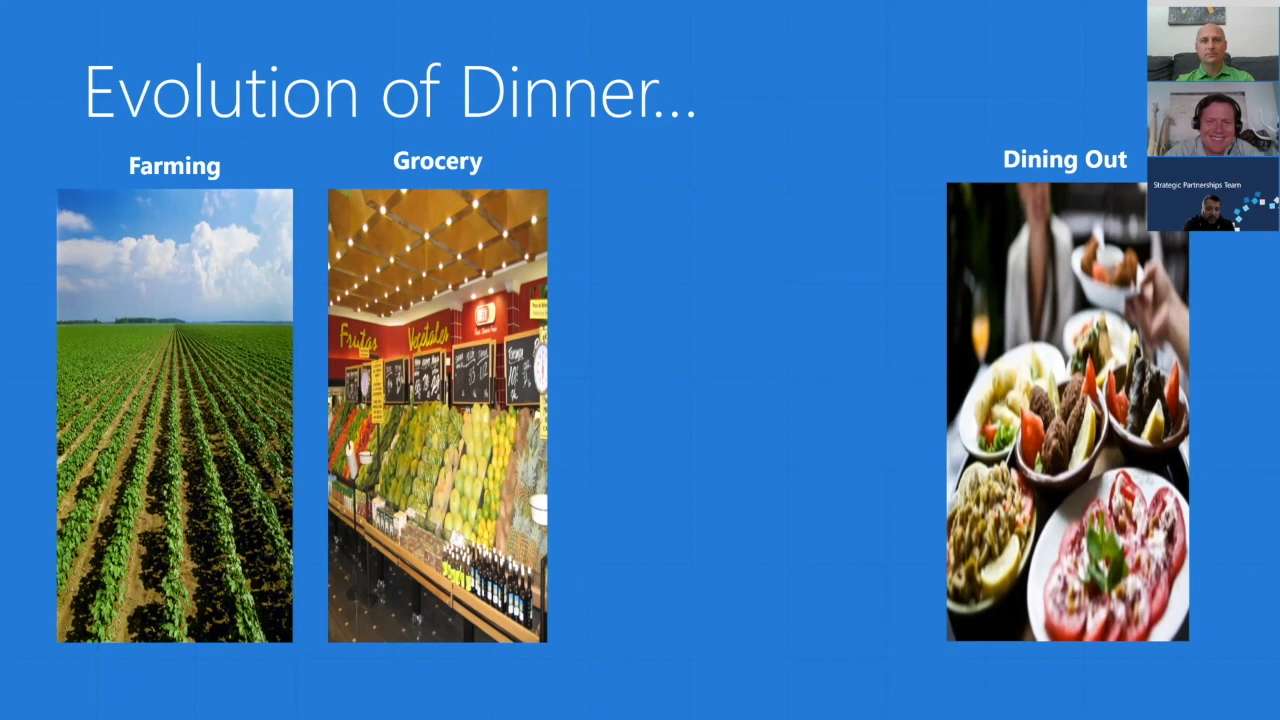 Evolution of Dinner...
Farming
Grocery
Dining Out
Strategic Partnerships Team
Frutas
Vegetales